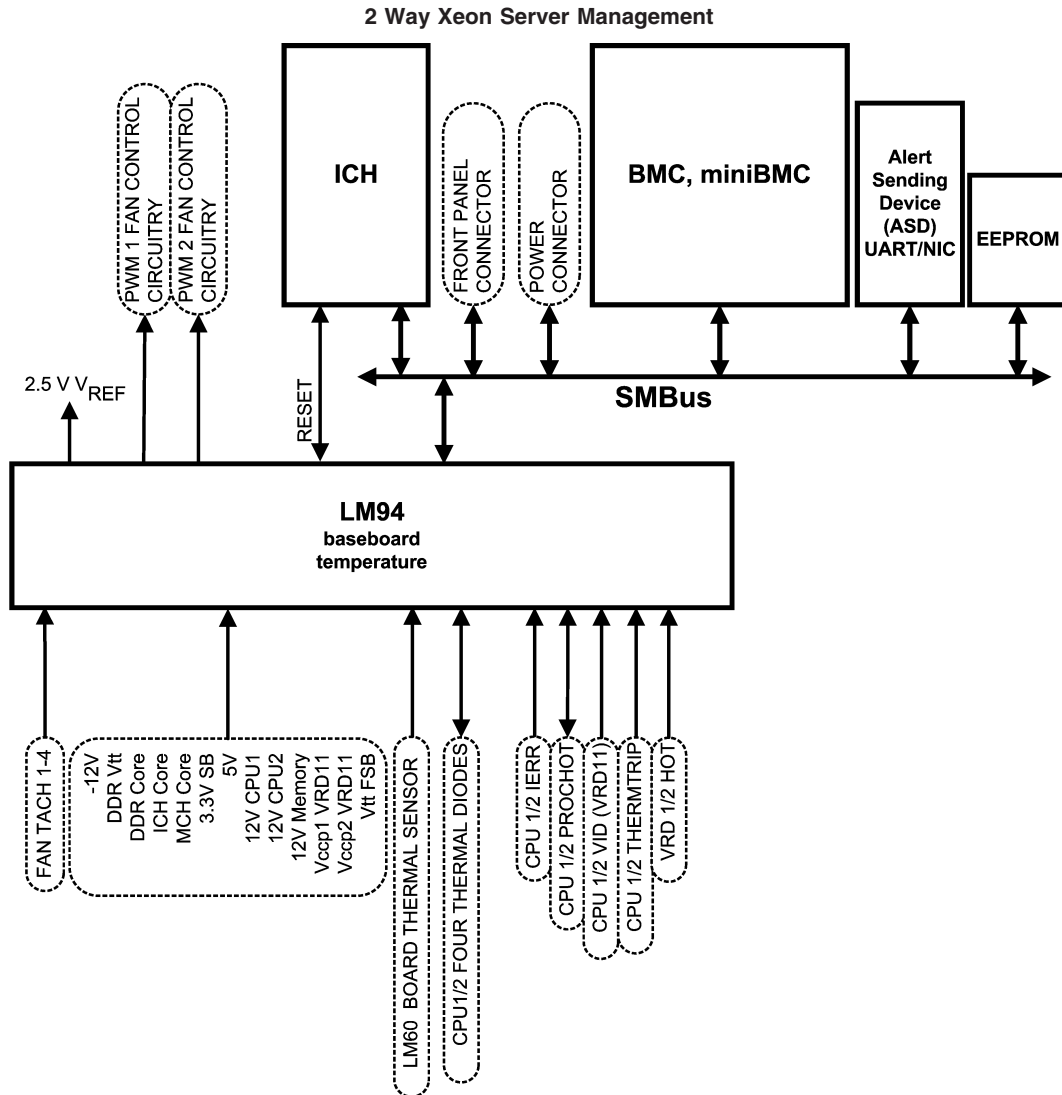 2 Way Xeon Server Management
PWM 1 FAN CONTROL
CIRCUITRY
PWM 2 FAN CONTROL
CIRCUITRY
ICH
FRONT PANEL
CONNECTOR
POWER
CONNECTOR
BMC, miniBMC
Alert
Sending
Device
(ASD)
UART/NIC
EEPROM
2.5 V VREF
RESET
SMBus
LM94
baseboard
temperature
FAN TACH 1-4
-12V
DDR Vtt
DDR Core
ICH Core
MCH Core
3.3V SB
5V
12V CPU1
12V CPU2
12V Memory
Vccp1 VRD11
Vccp2 VRD11
Vtt FSB
LM60 BOARD THERMAL SENSOR
CPU1/2 FOUR THERMAL DIODES
CPU 1/2 IERR
CPU 1/2 PROCHOT
CPU 1/2 VID (VRD11)
CPU 1/2 THERMTRIP
VRD 1/2 HOT